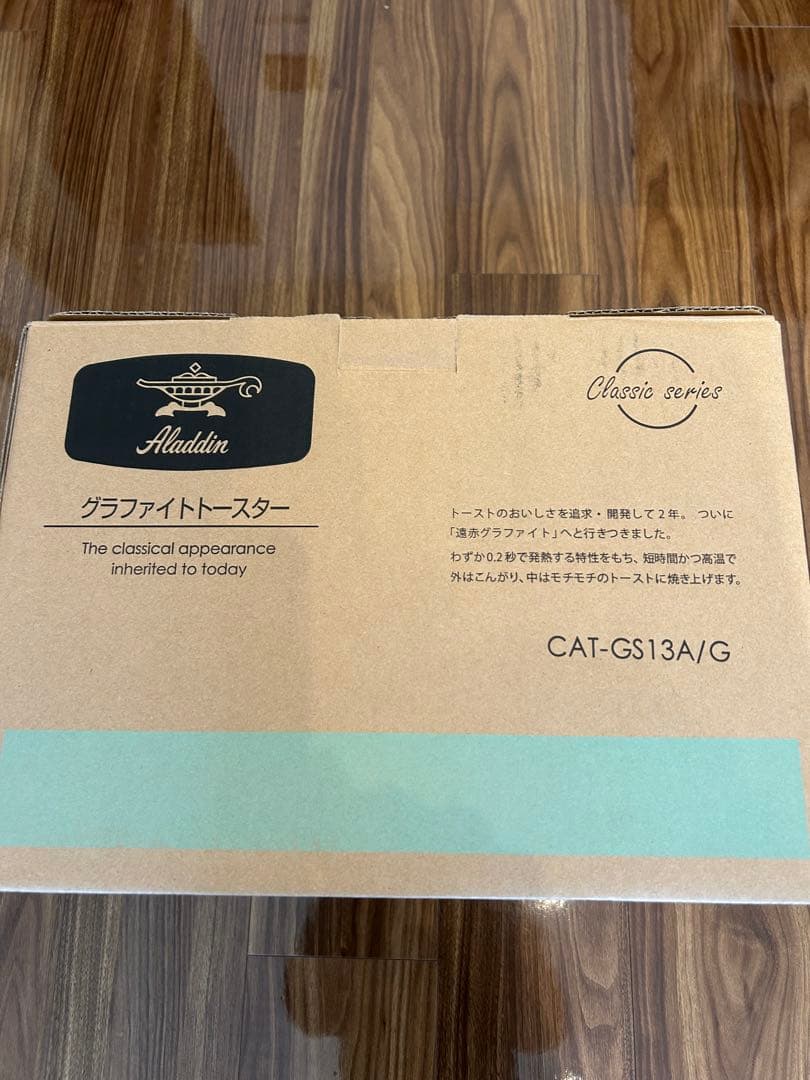 Aladdin
グラファイトトースター
The classical appearance
inherited to today
Classic series
トーストのおいしさを追求・開発して2年。ついに
「遠赤グラファイト」へと行きつきました。
わずか0.2秒で発熱する特性をもち、短時間かつ高温で
外はこんがり、中はモチモチのトーストに焼き上げます。
CAT-GS13A/G